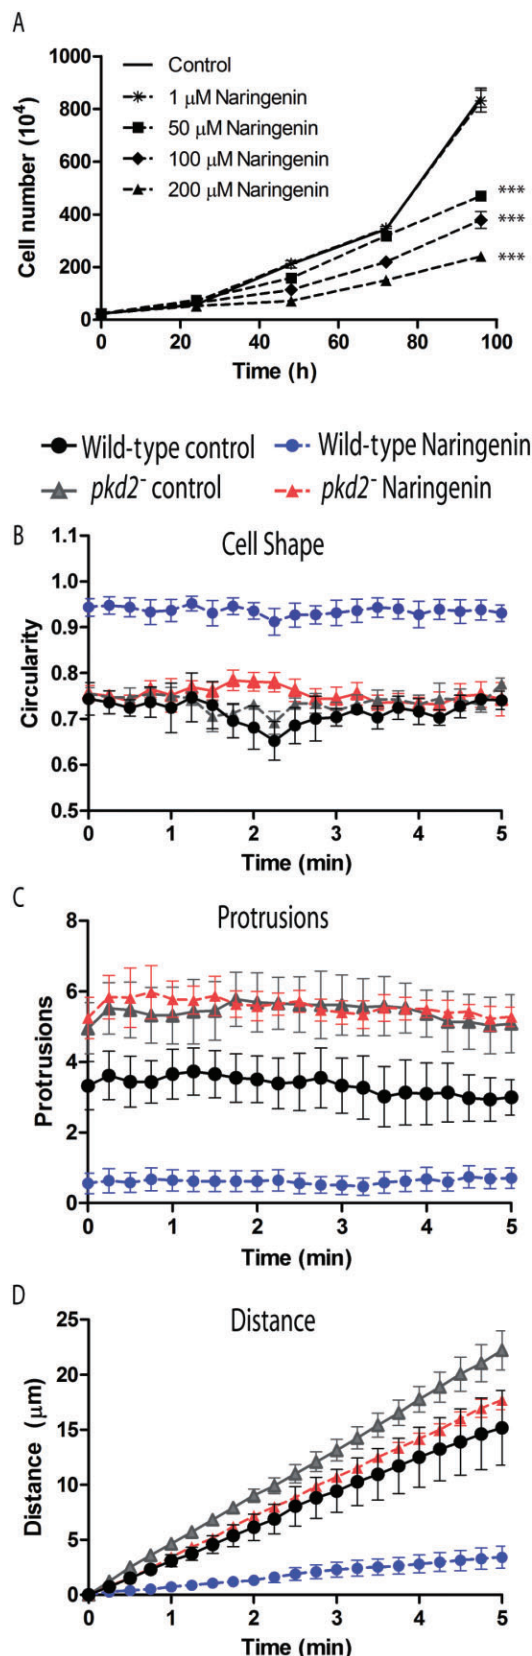 A
Cell number (10⁴)
1000
800
600
400
200
0
Control
1 μM Naringenin
50 μM Naringenin
100 μM Naringenin
200 μM Naringenin
***
***
***
0 20 40 60 80 100
Time (h)
Wild-type control Wild-type Naringenin
pkd2⁻ control pkd2⁻ Naringenin
B
Cell Shape
Circularity
1.1
1.0
0.9
0.8
0.7
0.6
0.5
0 1 2 3 4 5
Time (min)
C
Protrusions
Protrusions
8
6
4
2
0
0 1 2 3 4 5
Time (min)
D
Distance
Distance (μm)
25
20
15
10
5
0
0 1 2 3 4 5
Time (min)